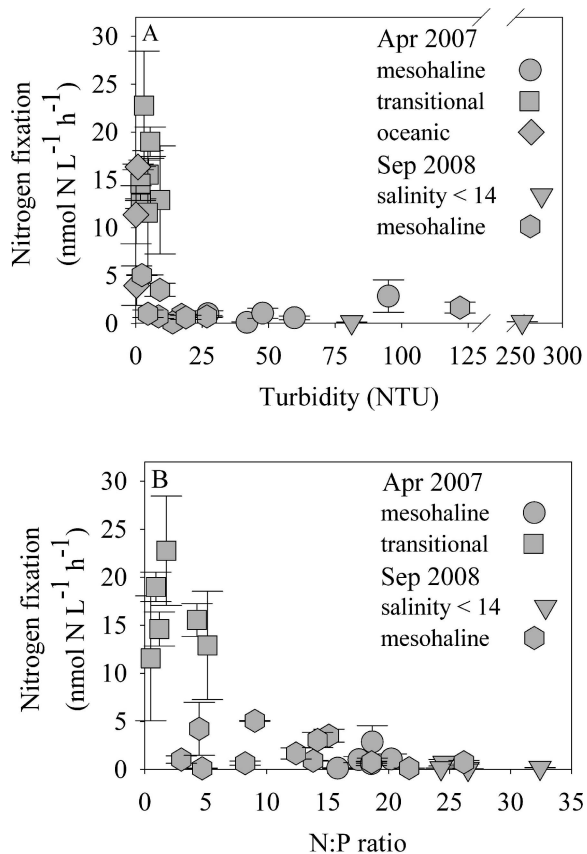 A
Apr 2007
mesohaline
transitional
oceanic
Sep 2008
salinity < 14
mesohaline
Nitrogen fixation
(nmol N L⁻¹ h⁻¹)
30
25
20
15
10
5
0
0 25 50 75 100 125 250 300
Turbidity (NTU)
B
Apr 2007
mesohaline
transitional
Sep 2008
salinity < 14
mesohaline
Nitrogen fixation
(nmol N L⁻¹ h⁻¹)
30
25
20
15
10
5
0
0 5 10 15 20 25 30 35
N:P ratio